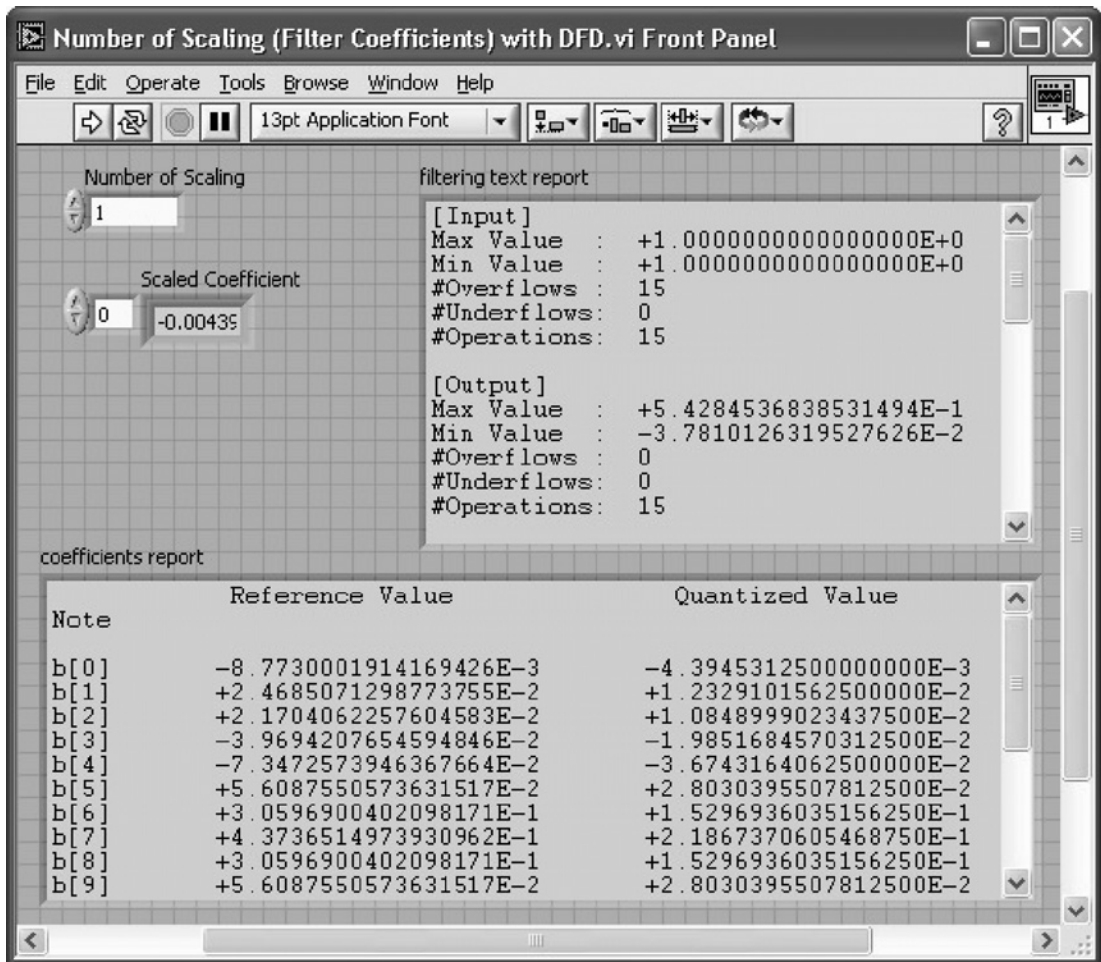 Number of Scaling (Filter Coefficients) with DFD.vi Front Panel
File Edit Operate Tools Browse Window Help
13pt Application Font
?
1
Number of Scaling
1
Scaled Coefficient
0
-0.00439
filtering text report
[Input]
Max Value : +1.0000000000000000E+0
Min Value : +1.0000000000000000E+0
#Overflows : 15
#Underflows: 0
#Operations: 15
[Output]
Max Value : +5.4284536838531494E-1
Min Value : -3.7810126319527626E-2
#Overflows : 0
#Underflows: 0
#Operations: 15
coefficients report
Reference Value Quantized Value
Note
b[0] -8.7730001914169426E-3 -4.3945312500000000E-3
b[1] +2.4685071298773755E-2 +1.2329101562500000E-2
b[2] +2.1704062257604583E-2 +1.0848999023437500E-2
b[3] -3.9694207654594846E-2 -1.9851684570312500E-2
b[4] -7.3472573946367664E-2 -3.6743164062500000E-2
b[5] +5.6087550573631517E-2 +2.8030395507812500E-2
b[6] +3.0596900402098171E-1 +1.5296936035156250E-1
b[7] +4.3736514973930962E-1 +2.1867370605468750E-1
b[8] +3.0596900402098171E-1 +1.5296936035156250E-1
b[9] +5.6087550573631517E-2 +2.8030395507812500E-2